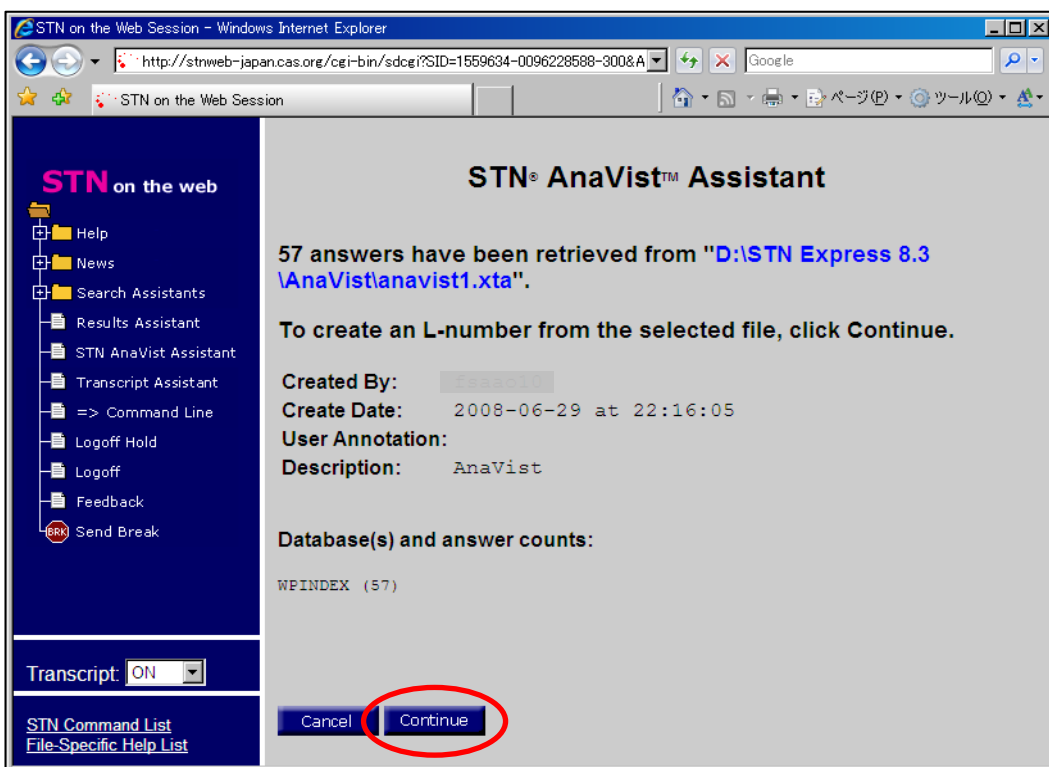 STN on the Web Session - Windows Internet Explorer
http://stnweb-japan.cas.org/cgi-bin/sdcgi?SID=1559634-0096228588-300&A
Google
STN on the Web Session
ページ(P)
ツール(O)
STN on the web
Help
News
Search Assistants
Results Assistant
STN AnaVist Assistant
Transcript Assistant
=> Command Line
Logoff Hold
Logoff
Feedback
BRK Send Break
Transcript: ON
STN Command List
File-Specific Help List
STN® AnaVist™ Assistant
57 answers have been retrieved from "D:\STN Express 8.3
\AnaVist\anavist1.xta".
To create an L-number from the selected file, click Continue.
Created By:
Create Date: 2008-06-29 at 22:16:05
User Annotation:
Description: AnaVist
Database(s) and answer counts:
WPINDEX (57)
Cancel
Continue